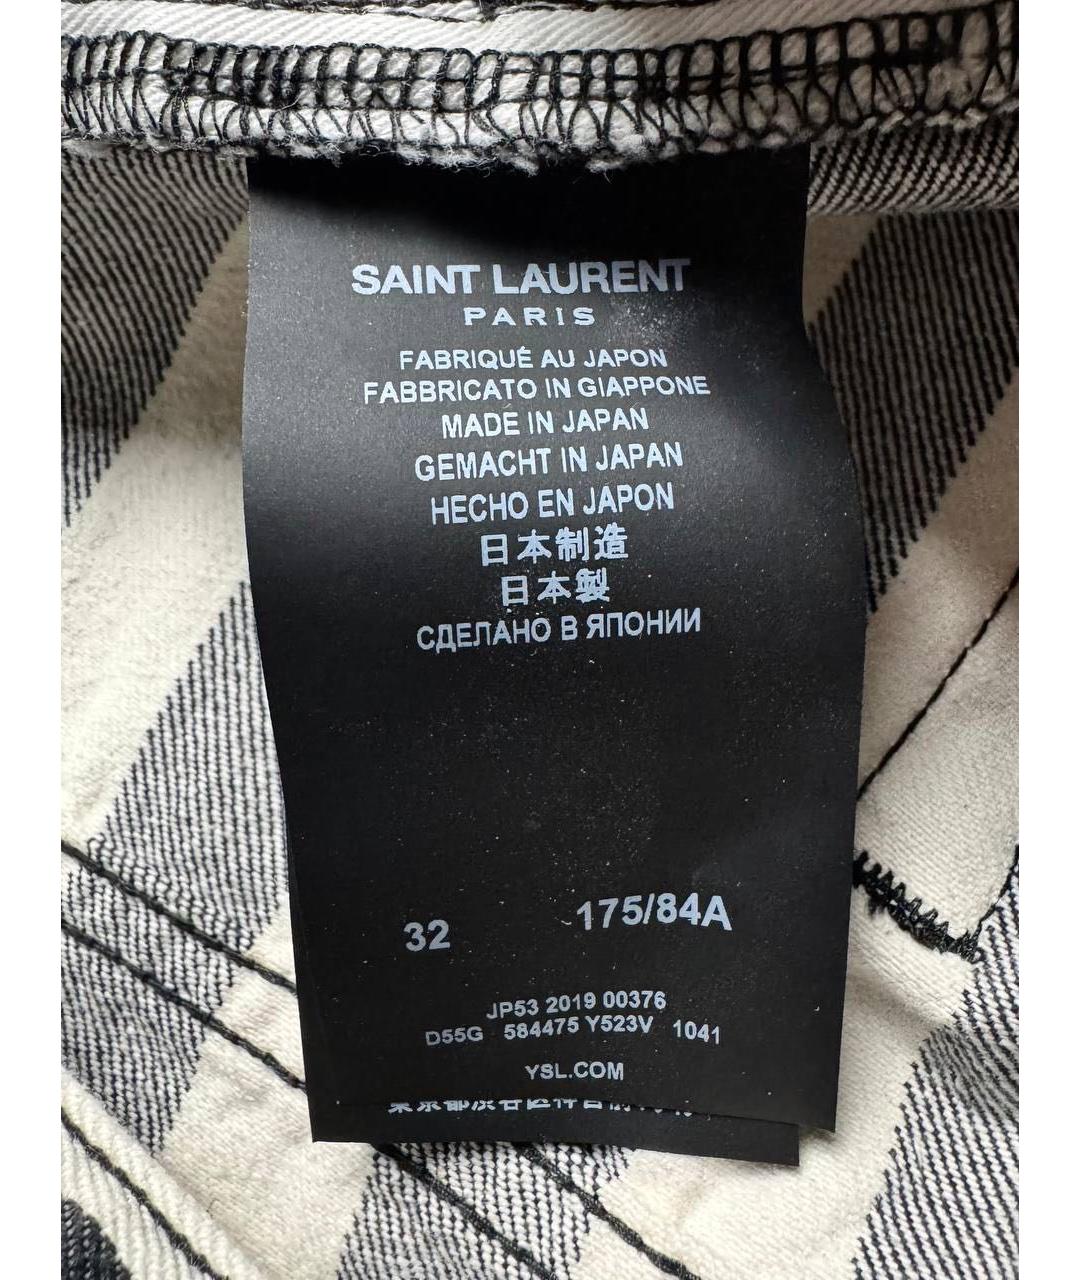 SAINT LAURENT
PARIS
FABRIQUÉ AU JAPON
FABBRICATO IN GIAPPONE
MADE IN JAPAN
GEMACHT IN JAPAN
HECHO EN JAPON
日本制造
日本製
СДЕЛАНО В ЯПОНИИ
32 175/84A
JP53 2019 00376
D55G 584475 Y523V 1041
YSL.COM